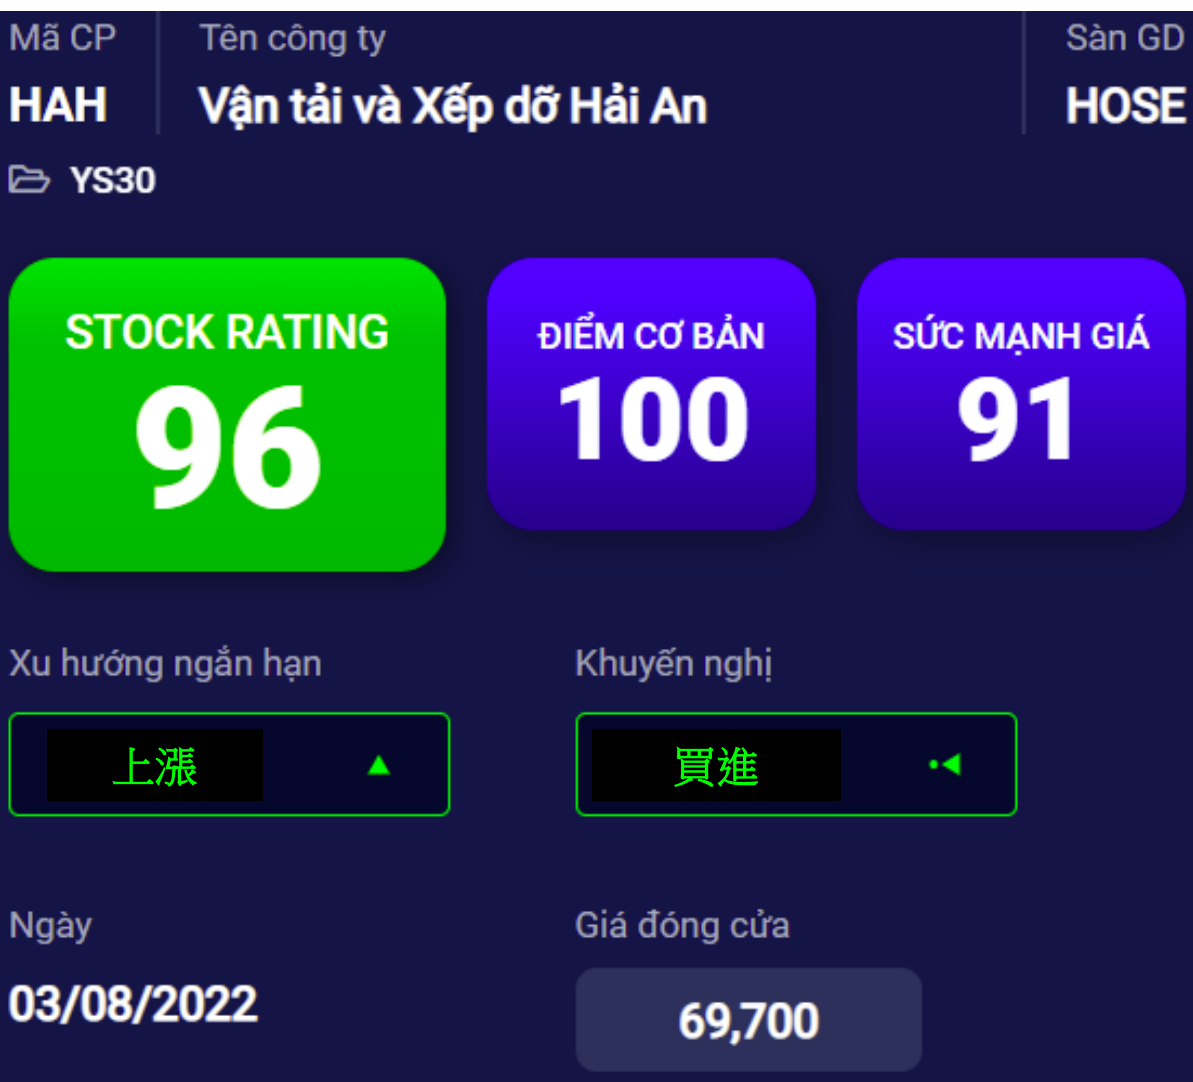 Mã CP Tên công ty Sàn GD
HAH Vận tải và Xếp dỡ Hải An HOSE
YS30
STOCK RATING ĐIỂM CƠ BẢN SỨC MẠNH GIÁ
96 100 91
Xu hướng ngắn hạn Khuyến nghị
上漲 買進
Ngày Giá đóng cửa
03/08/2022 69,700